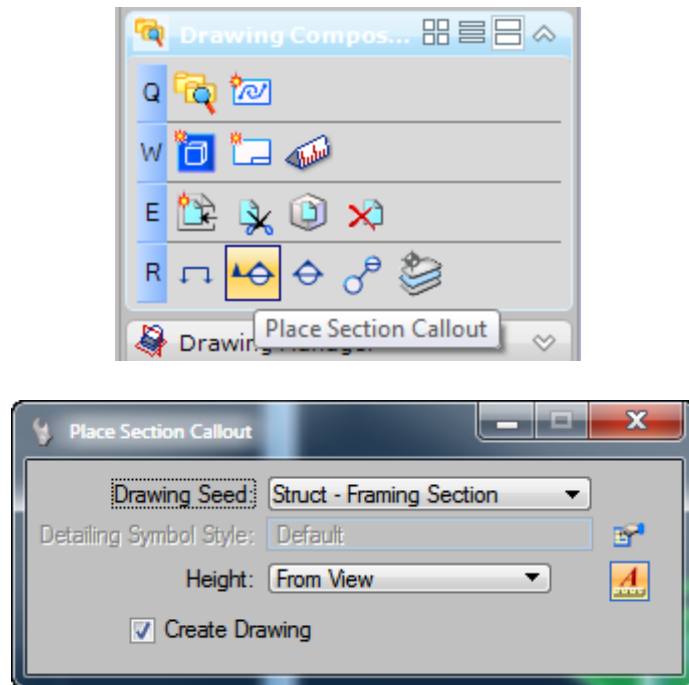 Drawing Compos...
Q
W
E
R
Place Section Callout
Place Section Callout
Drawing Seed: Struct - Framing Section
Detailing Symbol Style: Default
Height: From View
A
Create Drawing